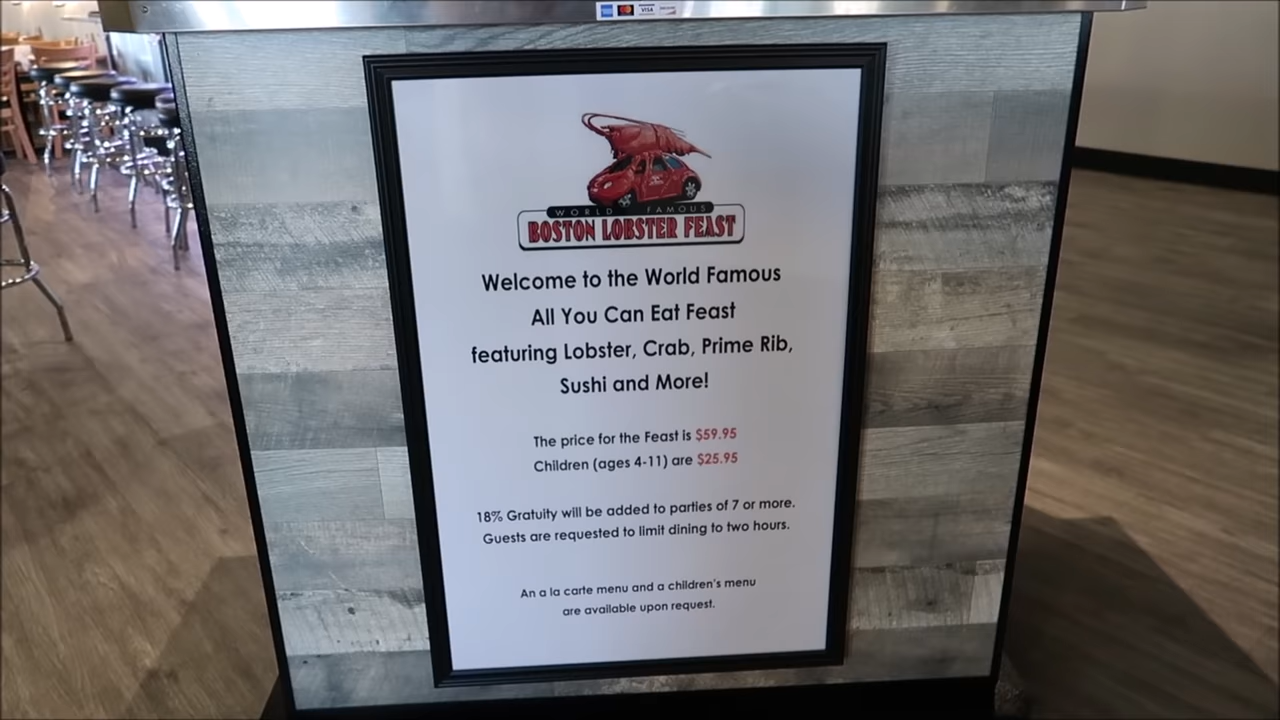 VISA
WORLD FAMOUS
BOSTON LOBSTER FEAST
Welcome to the World Famous
All You Can Eat Feast
featuring Lobster, Crab, Prime Rib,
Sushi and More!
The price for the Feast is $59.95
Children (ages 4-11) are $25.95
18% Gratuity will be added to parties of 7 or more.
Guests are requested to limit dining to two hours.
An a la carte menu and a children's menu
are available upon request.